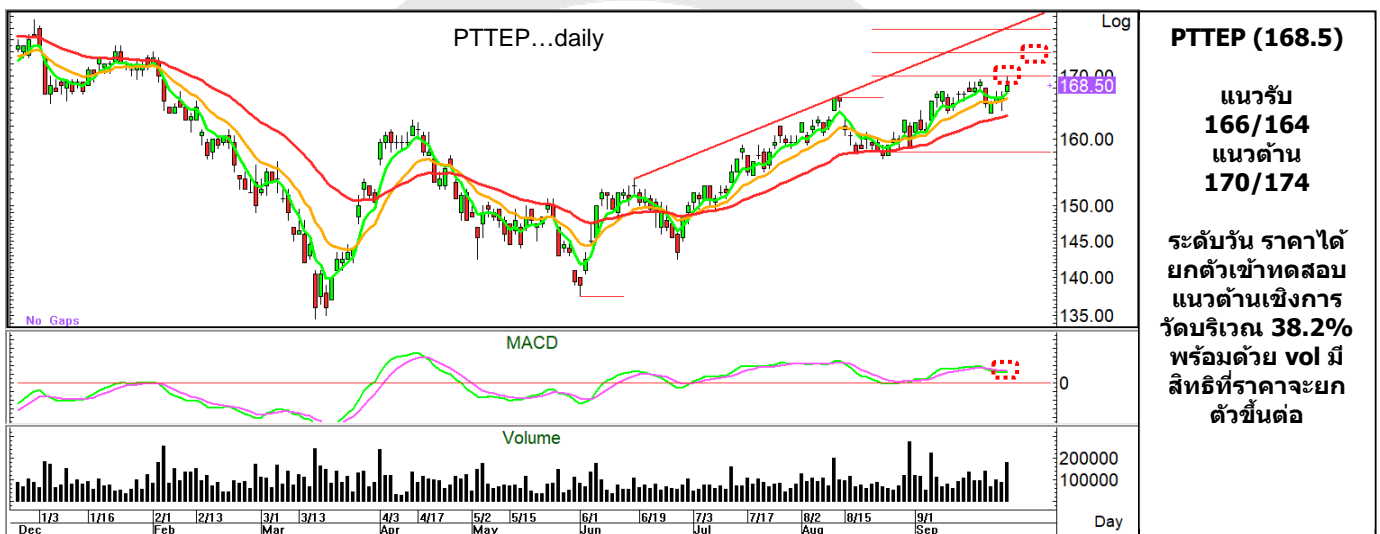 PTTEP...daily
Log
170.00
168.50
160.00
150.00
145.00
140.00
135.00
No Gaps
MACD
0
Volume
200000
100000
1/3 1/16 2/1 2/13 3/1 3/13 4/3 4/17 5/2 5/15 6/1 6/19 7/3 7/17 8/2 8/15 9/1
Dec Feb Mar Apr May Jun Jul Aug Sep
Day
PTTEP (168.5)
แนวรับ
166/164
แนวต้าน
170/174
ระดับวัน ราคาได้
ยกตัวเข้าทดสอบ
แนวต้านเชิงการ
วัดบริเวณ 38.2%
พร้อมด้วย vol มี
สิทธิที่ราคาจะยก
ตัวขึ้นต่อ